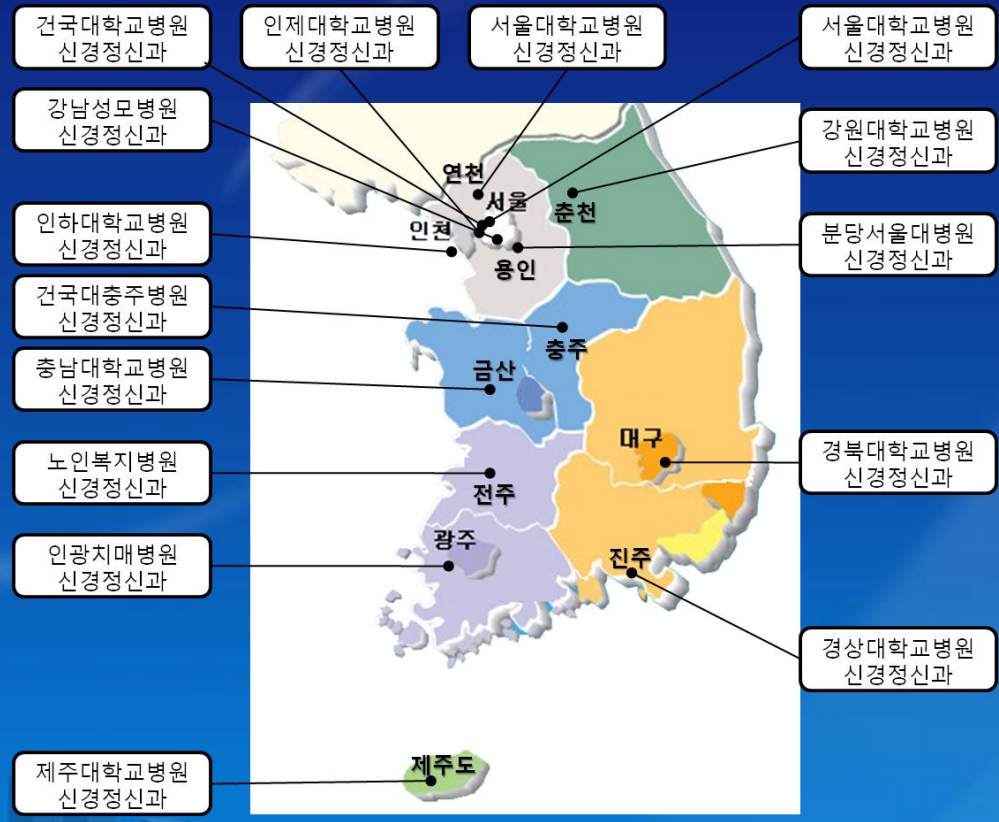 건국대학교병원
신경정신과
인제대학교병원
신경정신과
서울대학교병원
신경정신과
서울대학교병원
신경정신과
강남성모병원
신경정신과
강원대학교병원
신경정신과
인하대학교병원
신경정신과
분당서울대병원
신경정신과
건국대충주병원
신경정신과
충남대학교병원
신경정신과
노인복지병원
신경정신과
경북대학교병원
신경정신과
인광치매병원
신경정신과
경상대학교병원
신경정신과
제주대학교병원
신경정신과
연천
서울
춘천
인천
용인
충주
금산
대구
전주
광주
진주
제주도